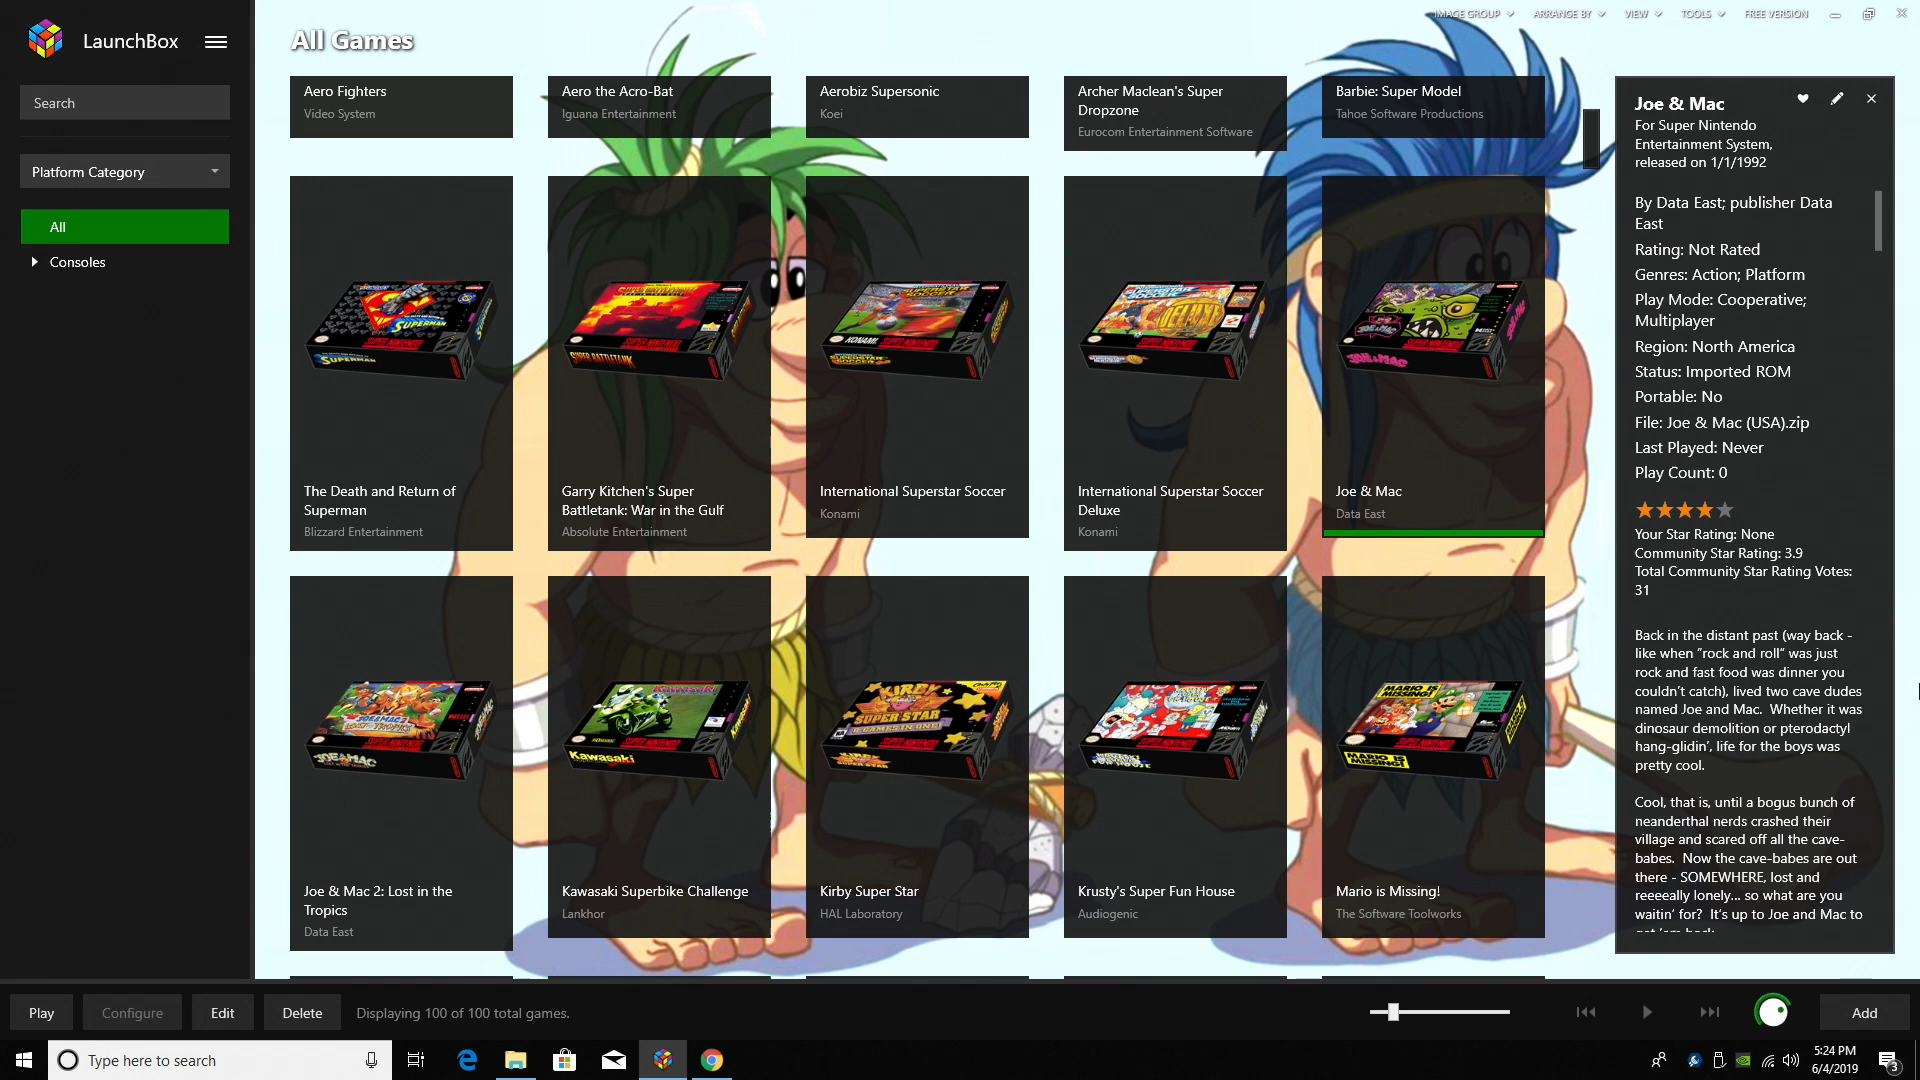 LaunchBox
Search
Platform Category
All
Consoles
All Games
IMAGE GROUP
ARRANGE BY
VIEW
TOOLS
FREE VERSION
Aero Fighters
Video System
Aero the Acro-Bat
Iguana Entertainment
Aerobiz Supersonic
Koei
Archer Maclean's Super
Dropzone
Eurocom Entertainment Software
Barbie: Super Model
Tahoe Software Productions
The Death and Return of
Superman
Blizzard Entertainment
Garry Kitchen's Super
Battletank: War in the Gulf
Absolute Entertainment
International Superstar Soccer
Konami
International Superstar Soccer
Deluxe
Konami
Joe & Mac
Data East
Joe & Mac 2: Lost in the
Tropics
Data East
Kawasaki Superbike Challenge
Lankhor
Kirby Super Star
HAL Laboratory
Krusty's Super Fun House
Audiogenic
Mario is Missing!
The Software Toolworks
Joe & Mac
For Super Nintendo
Entertainment System,
released on 1/1/1992
By Data East; publisher Data
East
Rating: Not Rated
Genres: Action; Platform
Play Mode: Cooperative;
Multiplayer
Region: North America
Status: Imported ROM
Portable: No
File: Joe & Mac (USA).zip
Last Played: Never
Play Count: 0
Your Star Rating: None
Community Star Rating: 3.9
Total Community Star Rating Votes:
31
Back in the distant past (way back -
like when "rock and roll" was just
rock and fast food was dinner you
couldn't catch), lived two cave dudes
named Joe and Mac.  Whether it was
dinosaur demolition or pterodactyl
hang-glidin', life for the boys was
pretty cool.
Cool, that is, until a bogus bunch of
neanderthal nerds crashed their
village and scared off all the cave-
babes.  Now the cave-babes are out
there - SOMEWHERE, lost and
reeeeally lonely... so what are you
waitin' for?  It's up to Joe and Mac to
Play
Configure
Edit
Delete
Displaying 100 of 100 total games.
Add
Type here to search
5:24 PM
6/4/2019
3